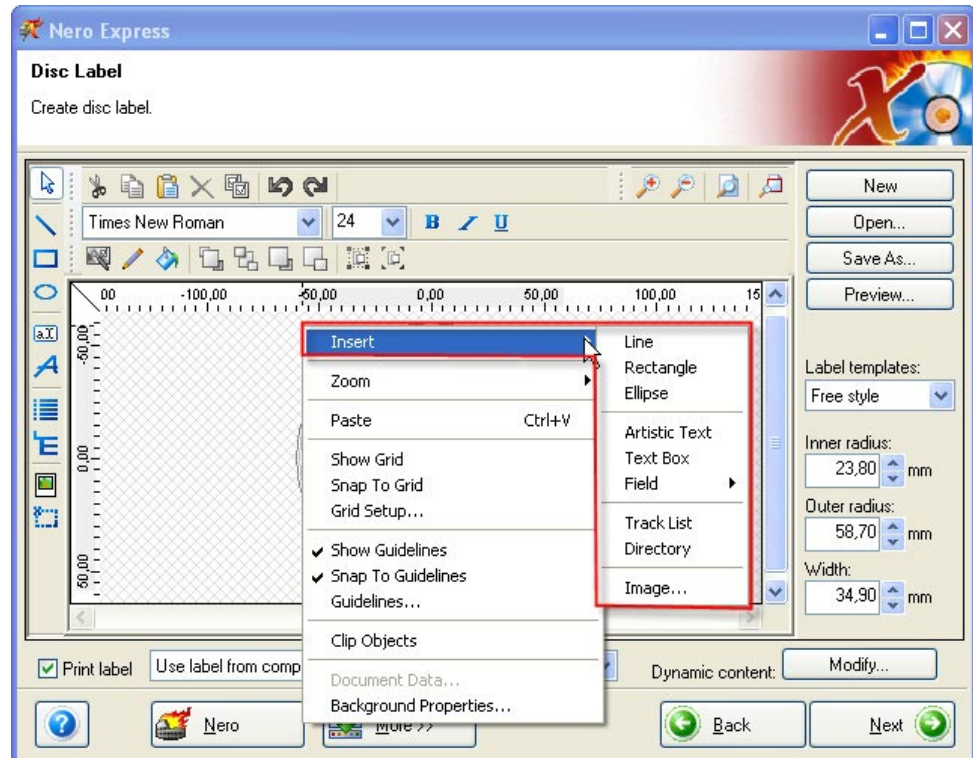 Nero Express
Disc Label
Create disc label.
Times New Roman
24
B
I
U
New
Open...
Save As...
Preview...
00 -100,00 -50,00 0,00 50,00 100,00 15
-50,00
0,00
50,00
aI
A
E
Insert
Zoom
Paste Ctrl+V
Show Grid
Snap To Grid
Grid Setup...
Show Guidelines
Snap To Guidelines
Guidelines...
Clip Objects
Document Data...
Background Properties...
Line
Rectangle
Ellipse
Artistic Text
Text Box
Field
Track List
Directory
Image...
Label templates:
Free style
Inner radius:
23,80 mm
Outer radius:
58,70 mm
Width:
34,90 mm
Print label
Use label from comp
Dynamic content:
Modify...
?
Nero
More >>
Back
Next